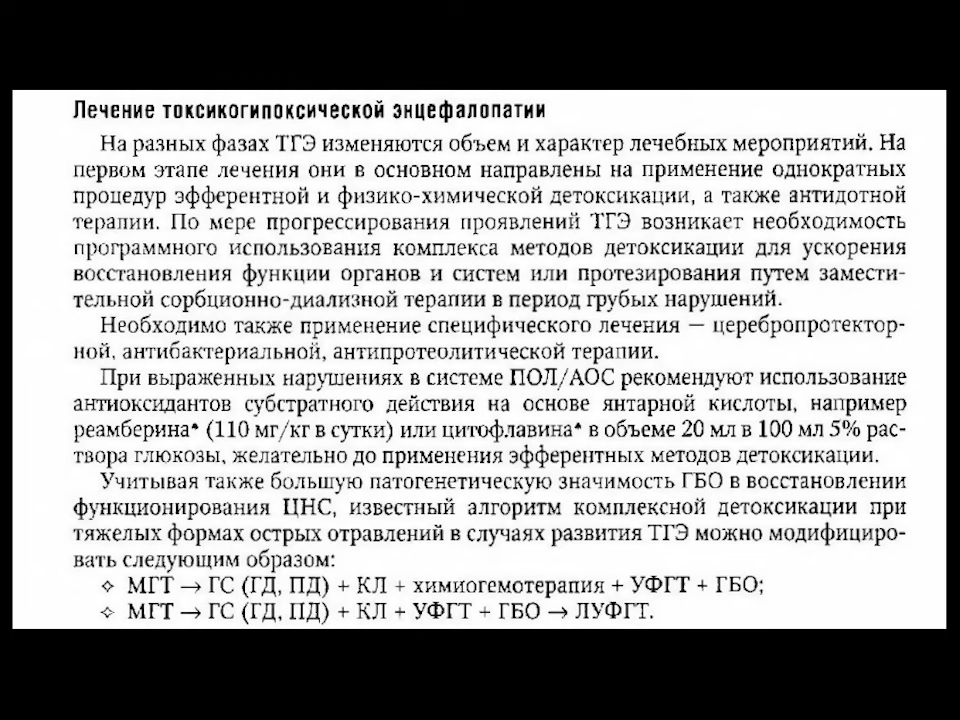 Лечение токсикогипоксической энцефалопатии
На разных фазах ТГЭ изменяются объем и характер лечебных мероприятий. На
первом этапе лечения они в основном направлены на применение однократных
процедур эфферентной и физико-химической детоксикации, а также антидотной
терапии. По мере прогрессирования проявлений ТГЭ возникает необходимость
программного использования комплекса методов детоксикации для ускорения
восстановления функции органов и систем или протезирования путем замести-
тельной сорбционно-диализной терапии в период грубых нарушений.
Необходимо также применение специфического лечения — церебропротектор-
ной, антибактериальной, антипротеолитической терапии.
При выраженных нарушениях в системе ПОЛ/АОС рекомендуют использование
антиоксидантов субстратного действия на основе янтарной кислоты, например
реамберина♠ (110 мг/кг в сутки) или цитофлавина♠ в объеме 20 мл в 100 мл 5% рас-
твора глюкозы, желательно до применения эфферентных методов детоксикации.
Учитывая также большую патогенетическую значимость ГБО в восстановлении
функционирования ЦНС, известный алгоритм комплексной детоксикации при
тяжелых формах острых отравлений в случаях развития ТГЭ можно модифициро-
вать следующим образом:
✧ МГТ → ГС (ГД, ПД) + КЛ + химиогемотерапия + УФГТ + ГБО;
✧ МГТ → ГС (ГД, ПД) + КЛ + УФГТ + ГБО → ЛУФГТ.